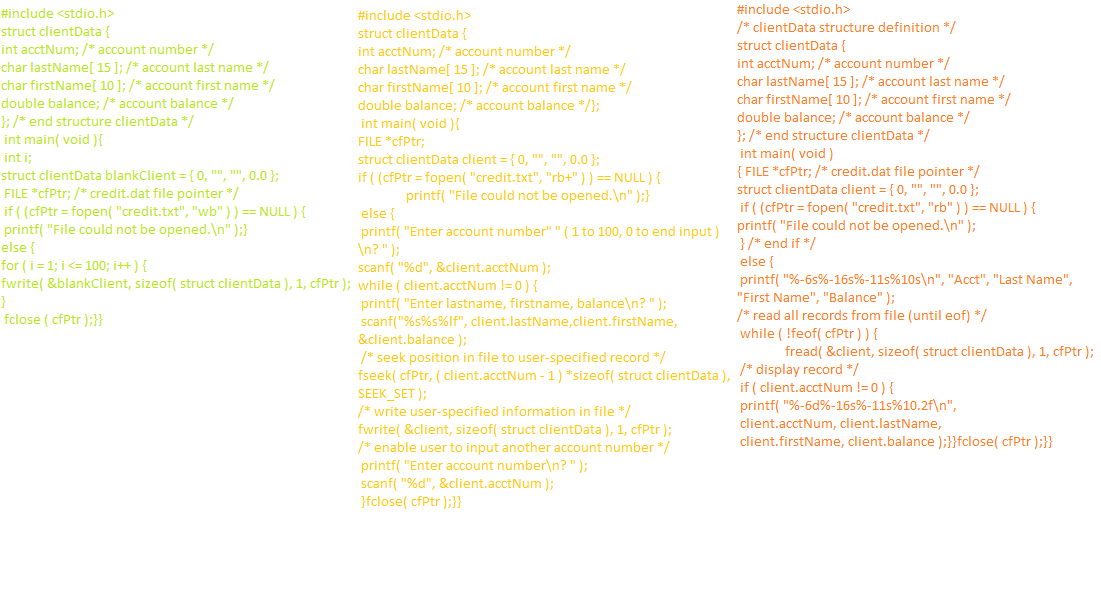 #include <stdio.h>
struct clientData {
int acctNum; /* account number */
char lastName[ 15 ]; /* account last name */
char firstName[ 10 ]; /* account first name */
double balance; /* account balance */
}; /* end structure clientData */
int main( void ){
int i;
struct clientData blankClient = { 0, "", "", 0.0 };
FILE *cfPtr; /* credit.dat file pointer */
if ( (cfPtr = fopen( "credit.txt", "wb" ) ) == NULL ) {
printf( "File could not be opened.\n" );}
else {
for ( i = 1; i <= 100; i++ ) {
fwrite( &blankClient, sizeof( struct clientData ), 1, cfPtr );
}
fclose ( cfPtr );}}
#include <stdio.h>
struct clientData {
int acctNum; /* account number */
char lastName[ 15 ]; /* account last name */
char firstName[ 10 ]; /* account first name */
double balance; /* account balance */};
int main( void ){
FILE *cfPtr;
struct clientData client = { 0, "", "", 0.0 };
if ( (cfPtr = fopen( "credit.txt", "rb+" ) ) == NULL ) {
printf( "File could not be opened.\n" );}
else {
printf( "Enter account number" " ( 1 to 100, 0 to end input )
\n? " );
scanf( "%d", &client.acctNum );
while ( client.acctNum != 0 ) {
printf( "Enter lastname, firstname, balance\n? " );
scanf("%s%s%lf", client.lastName,client.firstName,
&client.balance );
/* seek position in file to user-specified record */
fseek( cfPtr, ( client.acctNum - 1 ) *sizeof( struct clientData ),
SEEK_SET );
/* write user-specified information in file */
fwrite( &client, sizeof( struct clientData ), 1, cfPtr );
/* enable user to input another account number */
printf( "Enter account number\n? " );
scanf( "%d", &client.acctNum );
}fclose( cfPtr );}}
#include <stdio.h>
/* clientData structure definition */
struct clientData {
int acctNum; /* account number */
char lastName[ 15 ]; /* account last name */
char firstName[ 10 ]; /* account first name */
double balance; /* account balance */
}; /* end structure clientData */
int main( void )
{ FILE *cfPtr; /* credit.dat file pointer */
struct clientData client = { 0, "", "", 0.0 };
if ( (cfPtr = fopen( "credit.txt", "rb" ) ) == NULL ) {
printf( "File could not be opened.\n" );
} /* end if */
else {
printf( "%-6s%-16s%-11s%10s\n", "Acct", "Last Name",
"First Name", "Balance" );
/* read all records from file (until eof) */
while ( !feof( cfPtr ) ) {
fread( &client, sizeof( struct clientData ), 1, cfPtr );
/* display record */
if ( client.acctNum != 0 ) {
printf( "%-6d%-16s%-11s%10.2f\n",
client.acctNum, client.lastName,
client.firstName, client.balance );}}fclose( cfPtr );}}